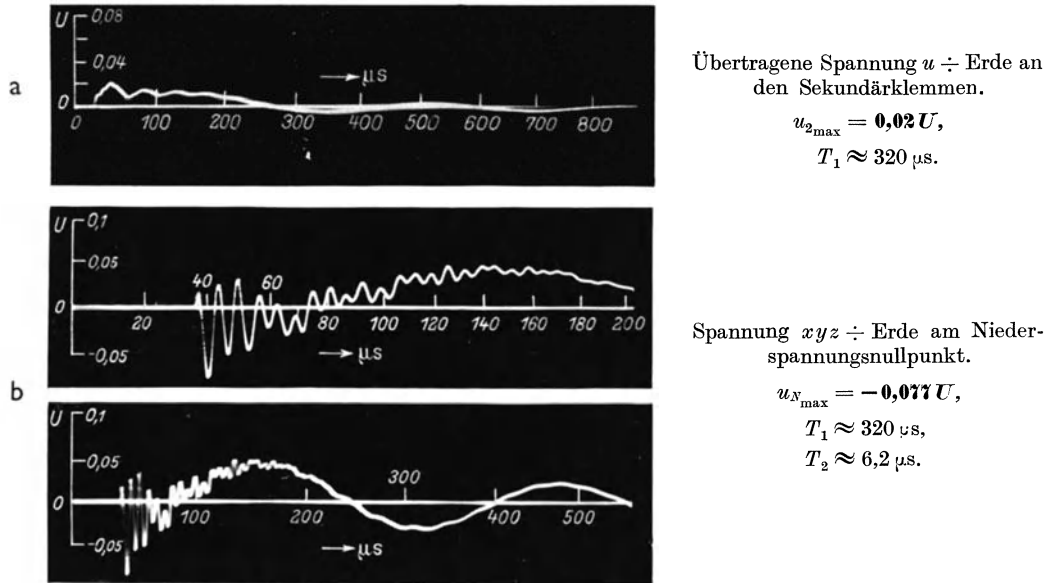 a
U
0,08
0,04
0
→ µs
0 100 200 300 400 500 600 700 800
Übertragene Spannung u ÷ Erde an
den Sekundärklemmen.
u2max = 0,02 U,
T1 ≈ 320 µs.
b
U
0,1
0,05
0
-0,05
40 60
20 80 100 120 140 160 180 200
→ µs
U
0,1
0,05
0
-0,05
300
100 200 400 500
→ µs
Spannung xyz ÷ Erde am Nieder-
spannungsnullpunkt.
uNmax = −0,077 U,
T1 ≈ 320 µs,
T2 ≈ 6,2 µs.